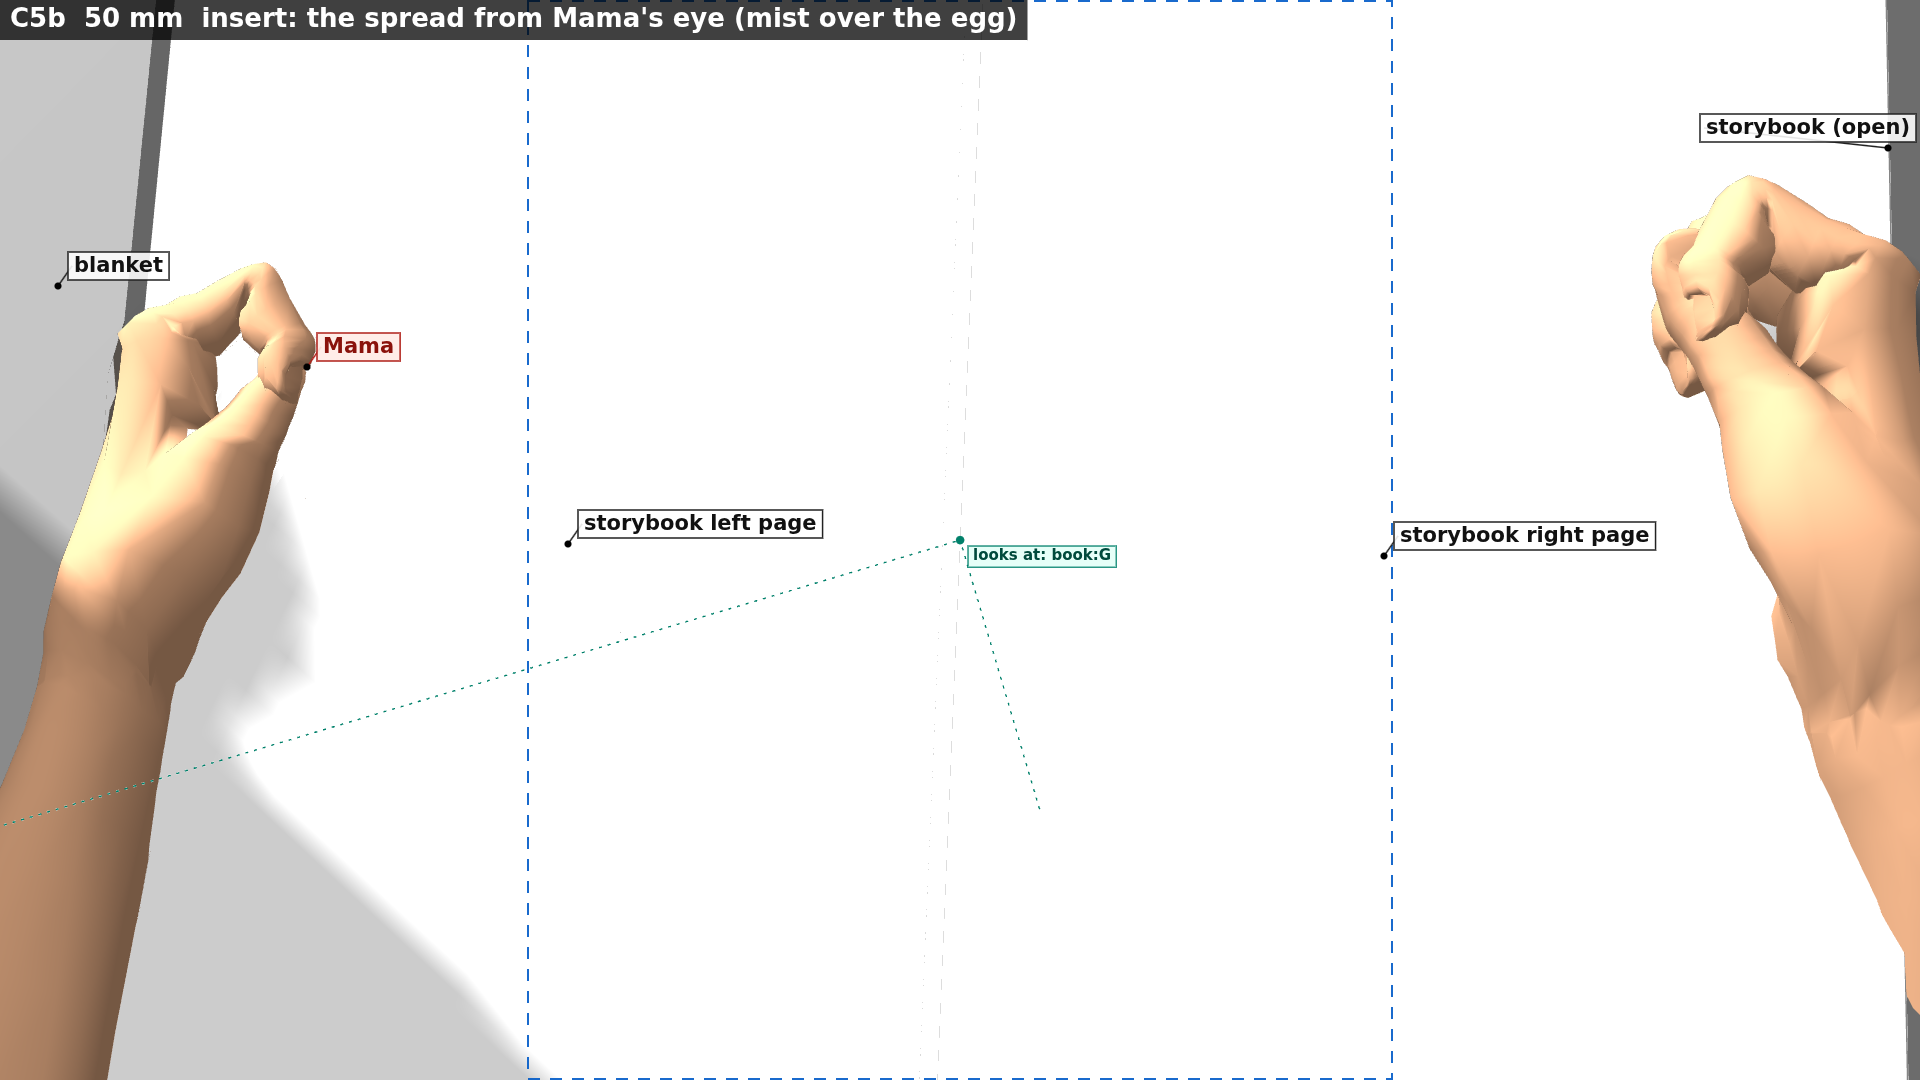 C5b  50 mm  insert: the spread from Mama's eye (mist over the egg)
storybook (open)
blanket
Mama
storybook left page
storybook right page
looks at: book:G